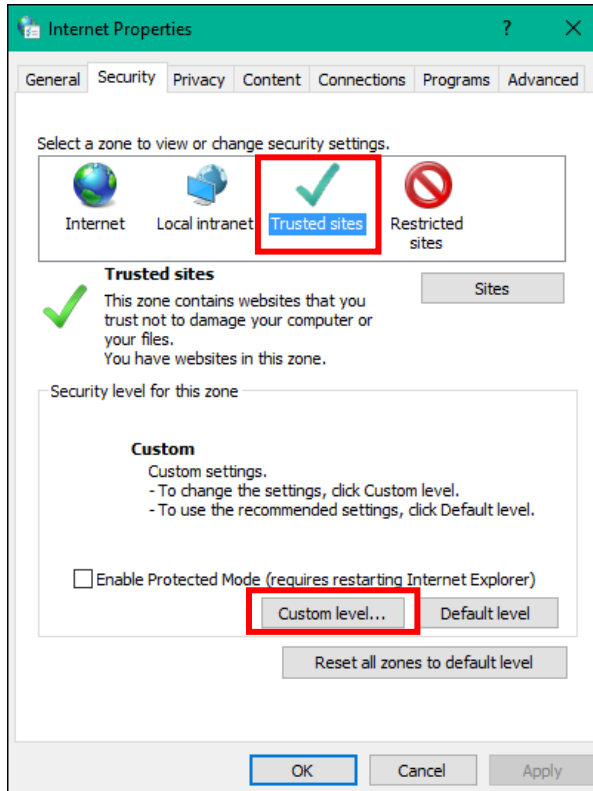 Internet Properties
?
General Security Privacy Content Connections Programs Advanced
Select a zone to view or change security settings.
Internet Local intranet Trusted sites Restricted
sites
Trusted sites
Sites
This zone contains websites that you
trust not to damage your computer or
your files.
You have websites in this zone.
Security level for this zone
Custom
Custom settings.
- To change the settings, click Custom level.
- To use the recommended settings, click Default level.
Enable Protected Mode (requires restarting Internet Explorer)
Custom level... Default level
Reset all zones to default level
OK Cancel Apply